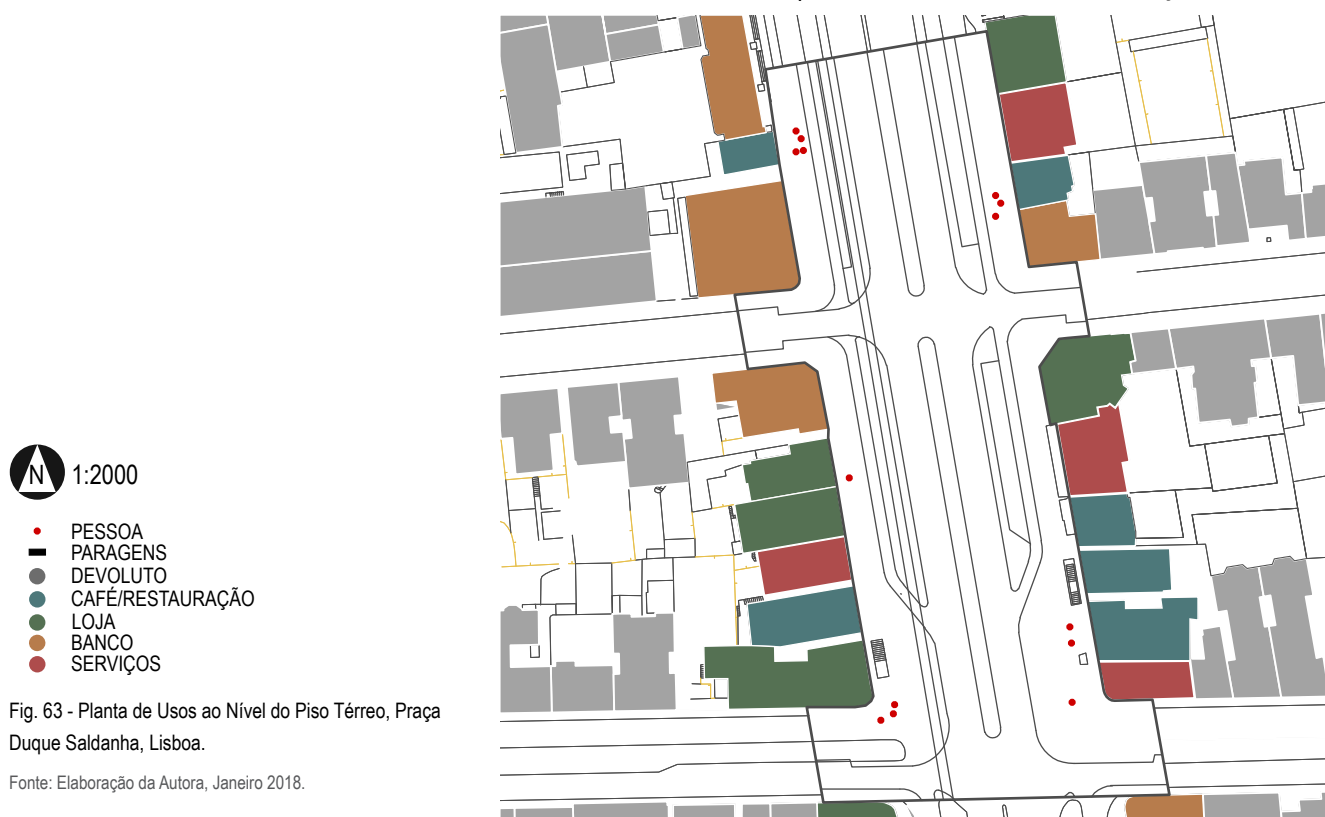 N 1:2000
PESSOA
PARAGENS
DEVOLUTO
CAFÉ/RESTAURAÇÃO
LOJA
BANCO
SERVIÇOS
Fig. 63 - Planta de Usos ao Nível do Piso Térreo, Praça
Duque Saldanha, Lisboa.
Fonte: Elaboração da Autora, Janeiro 2018.